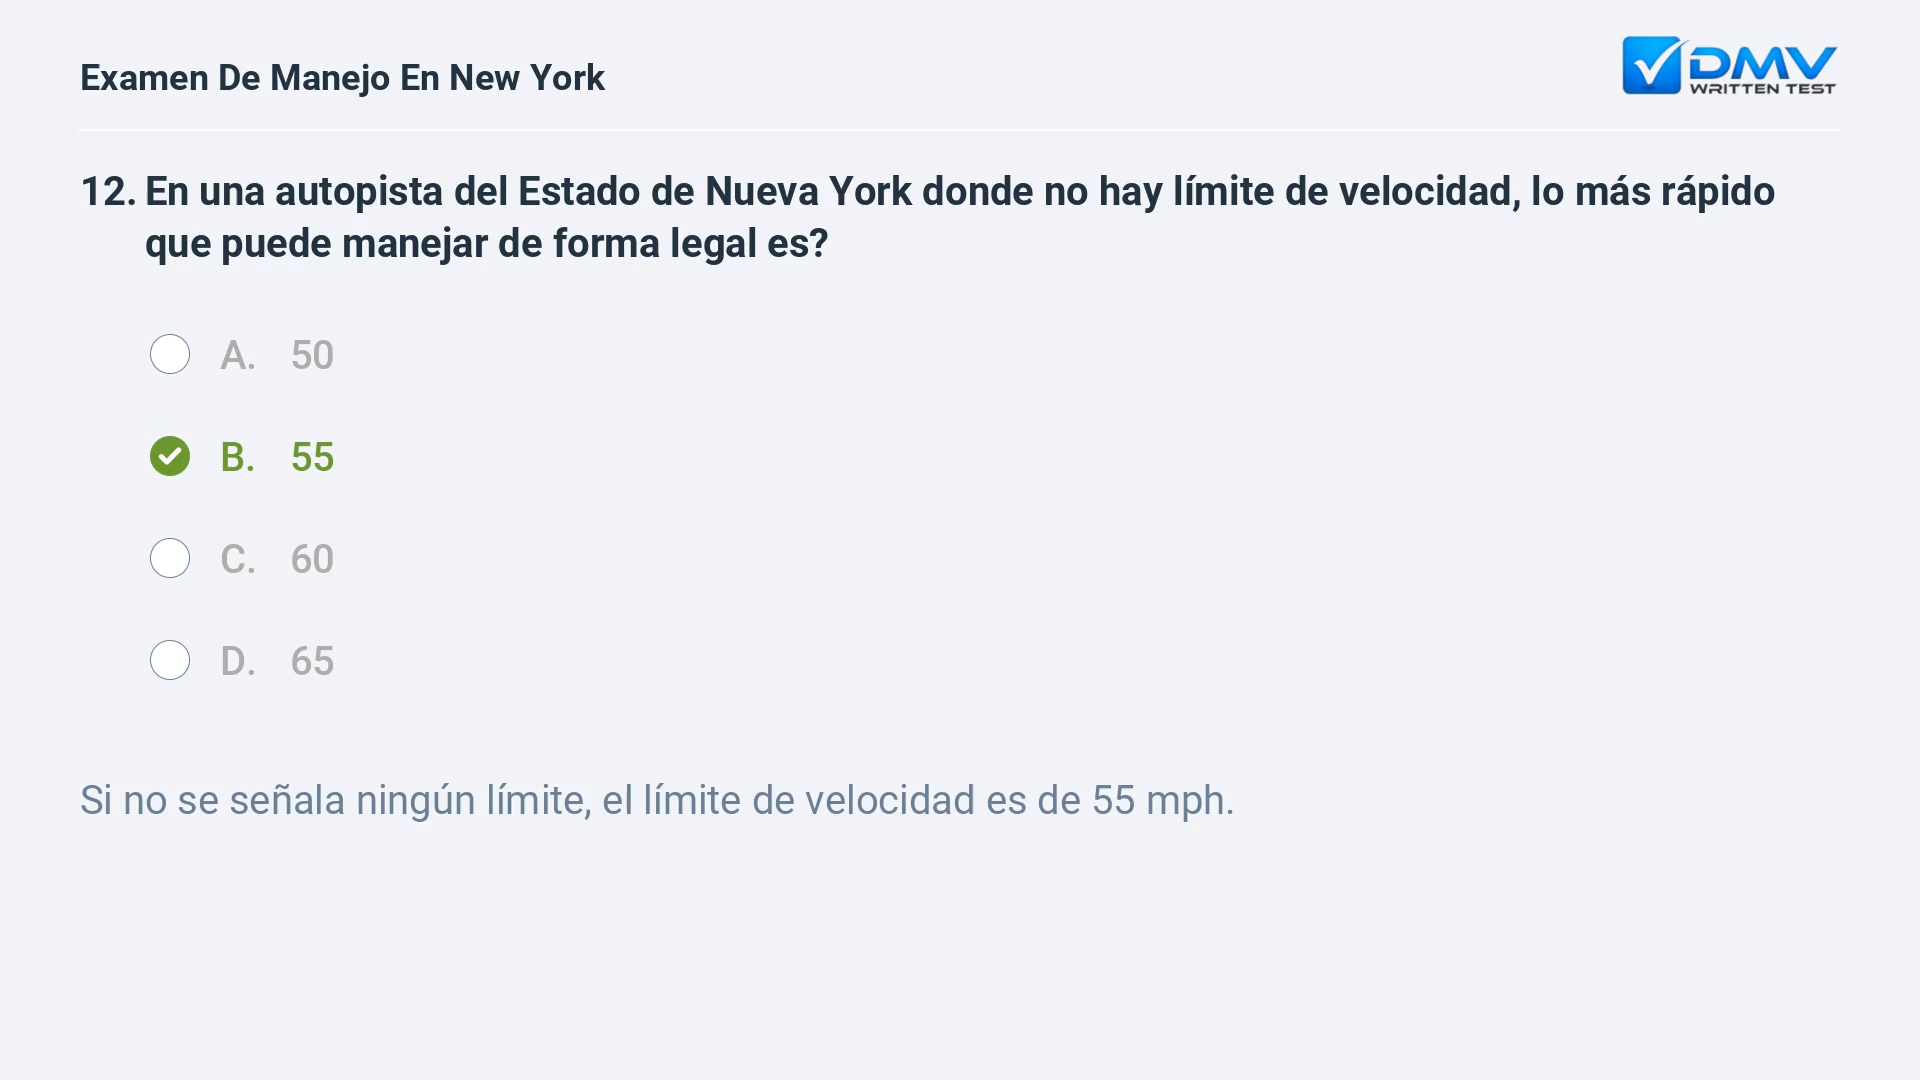 Examen De Manejo En New York
DMV
WRITTEN TEST
12. En una autopista del Estado de Nueva York donde no hay límite de velocidad, lo más rápido
que puede manejar de forma legal es?
A. 50
B. 55
C. 60
D. 65
Si no se señala ningún límite, el límite de velocidad es de 55 mph.